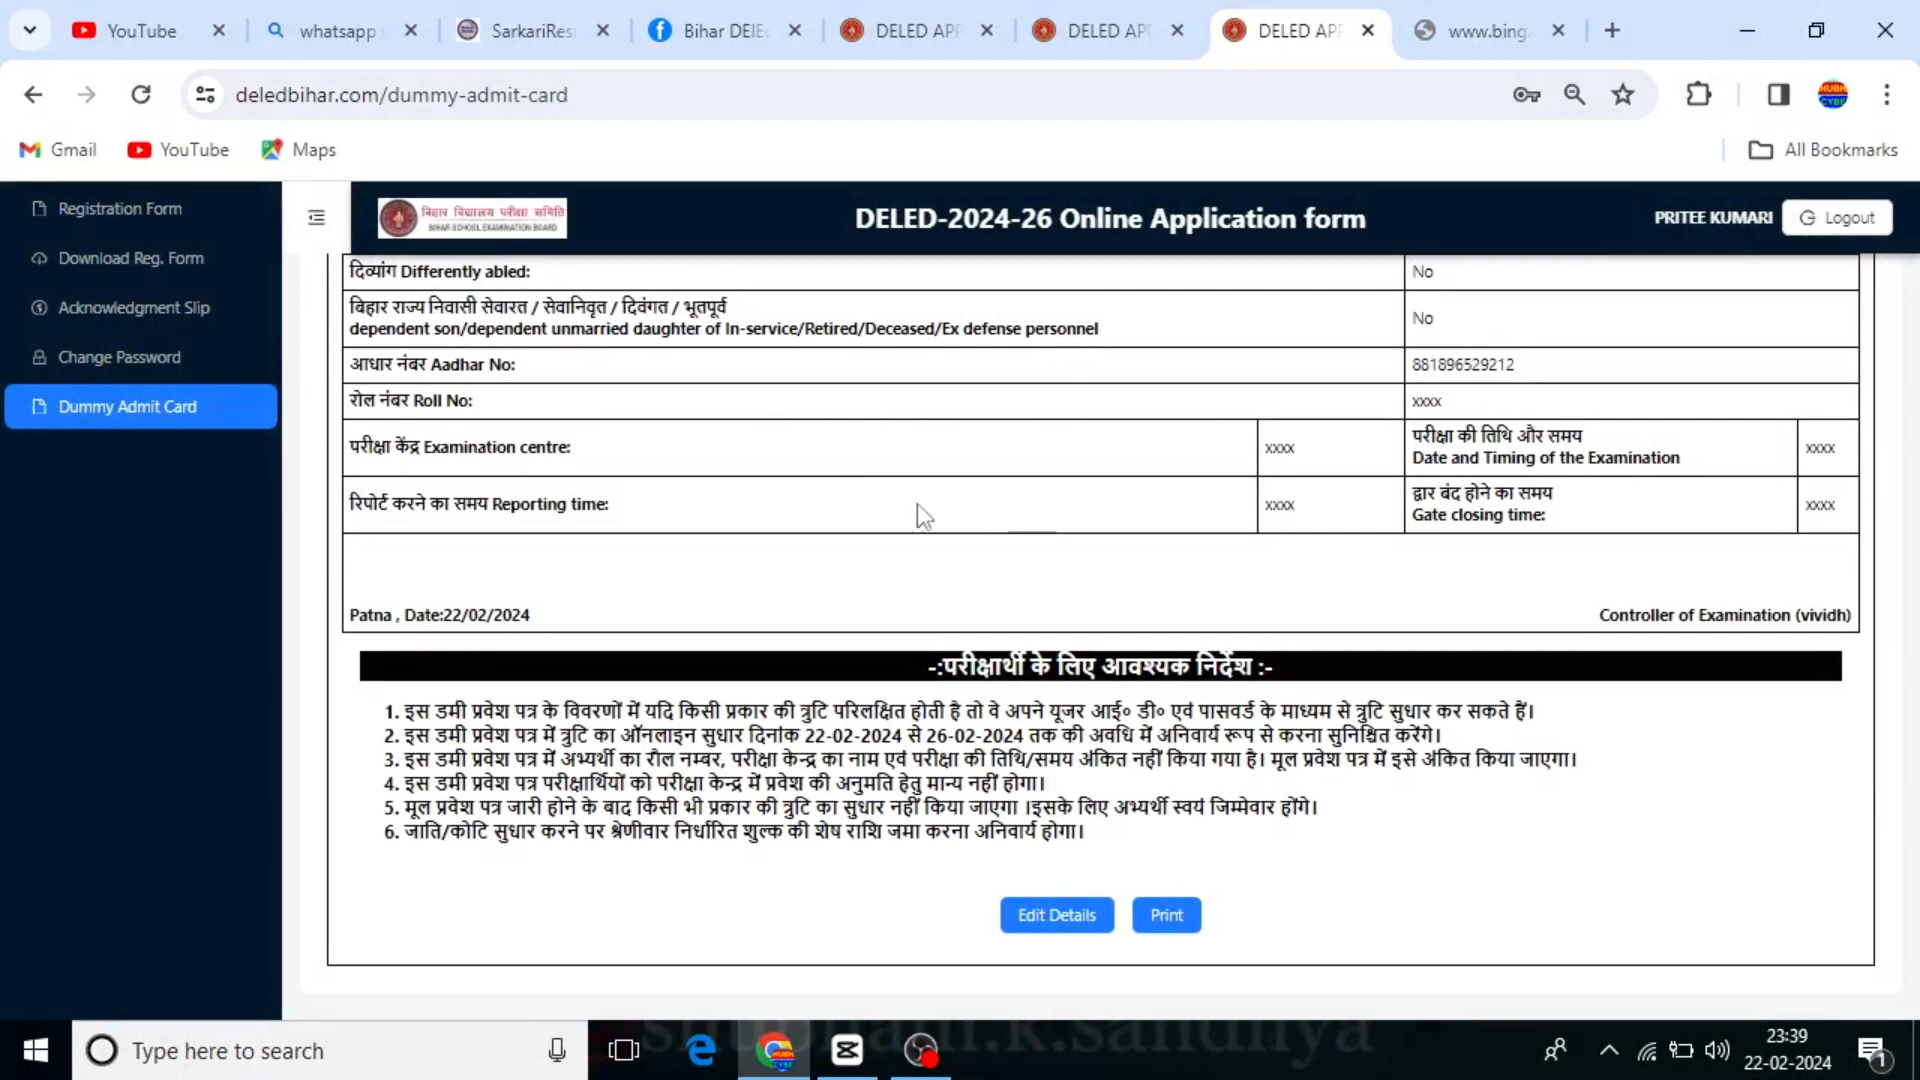 YouTube
whatsapp
SarkariRes
Bihar DElE
DELED APP
DELED AP
DELED APP
www.bing.
deledbihar.com/dummy-admit-card
Gmail
YouTube
Maps
All Bookmarks
Registration Form
Download Reg. Form
Acknowledgment Slip
Change Password
Dummy Admit Card
बिहार विद्यालय परीक्षा समिति
BIHAR SCHOOL EXAMINATION BOARD
DELED-2024-26 Online Application form
PRITEE KUMARI
Logout
दिव्यांग Differently abled:
No
बिहार राज्य निवासी सेवारत / सेवानिवृत / दिवंगत / भूतपूर्व
dependent son/dependent unmarried daughter of In-service/Retired/Deceased/Ex defense personnel
No
आधार नंबर Aadhar No:
881896529212
रोल नंबर Roll No:
xxxx
परीक्षा केंद्र Examination centre:
xxxx
परीक्षा की तिथि और समय
Date and Timing of the Examination
xxxx
रिपोर्ट करने का समय Reporting time:
xxxx
द्वार बंद होने का समय
Gate closing time:
xxxx
Patna , Date:22/02/2024
Controller of Examination (vividh)
-:परीक्षार्थी के लिए आवश्यक निर्देश :-
1. इस डमी प्रवेश पत्र के विवरणों में यदि किसी प्रकार की त्रुटि परिलक्षित होती है तो वे अपने यूजर आई० डी० एवं पासवर्ड के माध्यम से त्रुटि सुधार कर सकते हैं।
2. इस डमी प्रवेश पत्र में त्रुटि का ऑनलाइन सुधार दिनांक 22-02-2024 से 26-02-2024 तक की अवधि में अनिवार्य रूप से करना सुनिश्चित करेंगे।
3. इस डमी प्रवेश पत्र में अभ्यर्थी का रौल नम्बर, परीक्षा केन्द्र का नाम एवं परीक्षा की तिथि/समय अंकित नहीं किया गया है। मूल प्रवेश पत्र में इसे अंकित किया जाएगा।
4. इस डमी प्रवेश पत्र परीक्षार्थियों को परीक्षा केन्द्र में प्रवेश की अनुमति हेतु मान्य नहीं होगा।
5. मूल प्रवेश पत्र जारी होने के बाद किसी भी प्रकार की त्रुटि का सुधार नहीं किया जाएगा ।इसके लिए अभ्यर्थी स्वयं जिम्मेवार होंगे।
6. जाति/कोटि सुधार करने पर श्रेणीवार निर्धारित शुल्क की शेष राशि जमा करना अनिवार्य होगा।
Edit Details
Print
Type here to search
23:39
22-02-2024
1